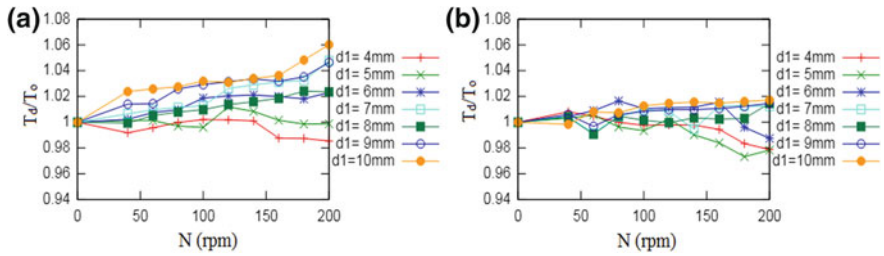 (a)
1.08
1.06
1.04
1.02
1
0.98
0.96
0.94
Td/To
0 50 100 150 200
N (rpm)
d1= 4mm
d1= 5mm
d1= 6mm
d1= 7mm
d1= 8mm
d1= 9mm
d1=10mm
(b)
1.08
1.06
1.04
1.02
1
0.98
0.96
0.94
Td/To
0 50 100 150 200
N (rpm)
d1= 4mm
d1= 5mm
d1= 6mm
d1= 7mm
d1= 8mm
d1= 9mm
d1=10mm